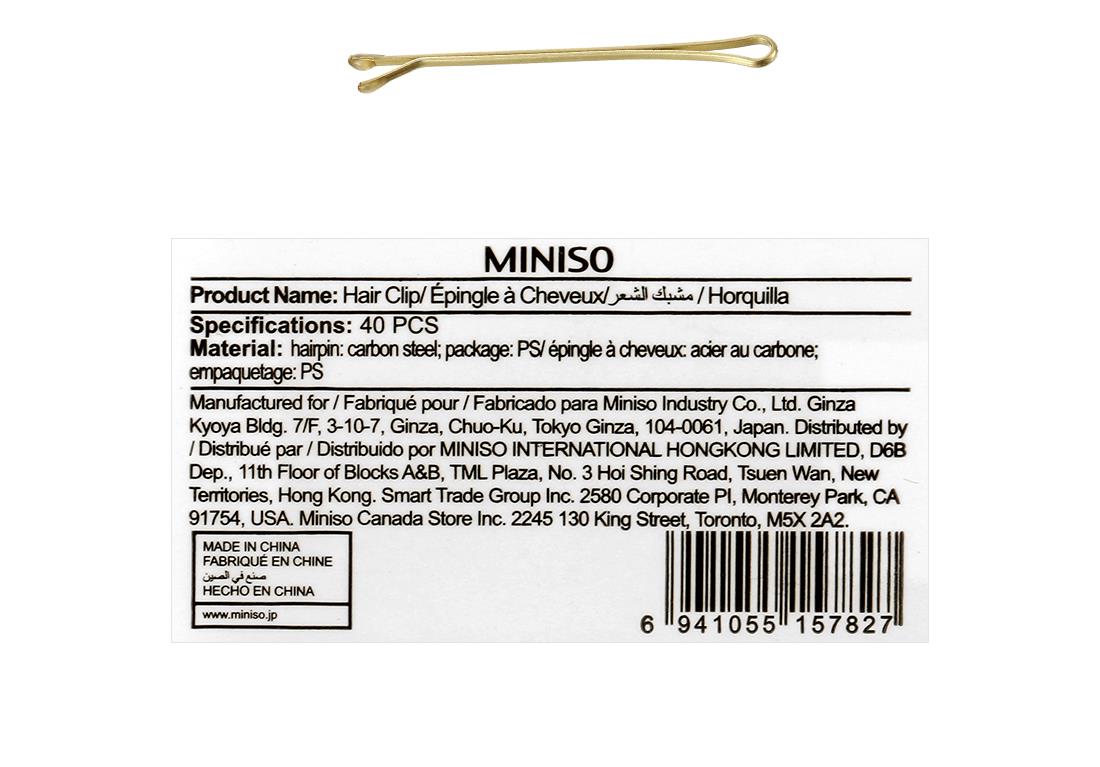 MINISO
Product Name: Hair Clip/ Épingle à Cheveux/مشبك الشعر / Horquilla
Specifications: 40 PCS
Material: hairpin: carbon steel; package: PS/ épingle à cheveux: acier au carbone;
empaquetage: PS
Manufactured for / Fabriqué pour / Fabricado para Miniso Industry Co., Ltd. Ginza
Kyoya Bldg. 7/F, 3-10-7, Ginza, Chuo-Ku, Tokyo Ginza, 104-0061, Japan. Distributed by
/ Distribué par / Distribuido por MINISO INTERNATIONAL HONGKONG LIMITED, D6B
Dep., 11th Floor of Blocks A&B, TML Plaza, No. 3 Hoi Shing Road, Tsuen Wan, New
Territories, Hong Kong. Smart Trade Group Inc. 2580 Corporate Pl, Monterey Park, CA
91754, USA. Miniso Canada Store Inc. 2245 130 King Street, Toronto, M5X 2A2.
MADE IN CHINA
FABRIQUÉ EN CHINE
صنع في الصين
HECHO EN CHINA
www.miniso.jp
6 941055 157827